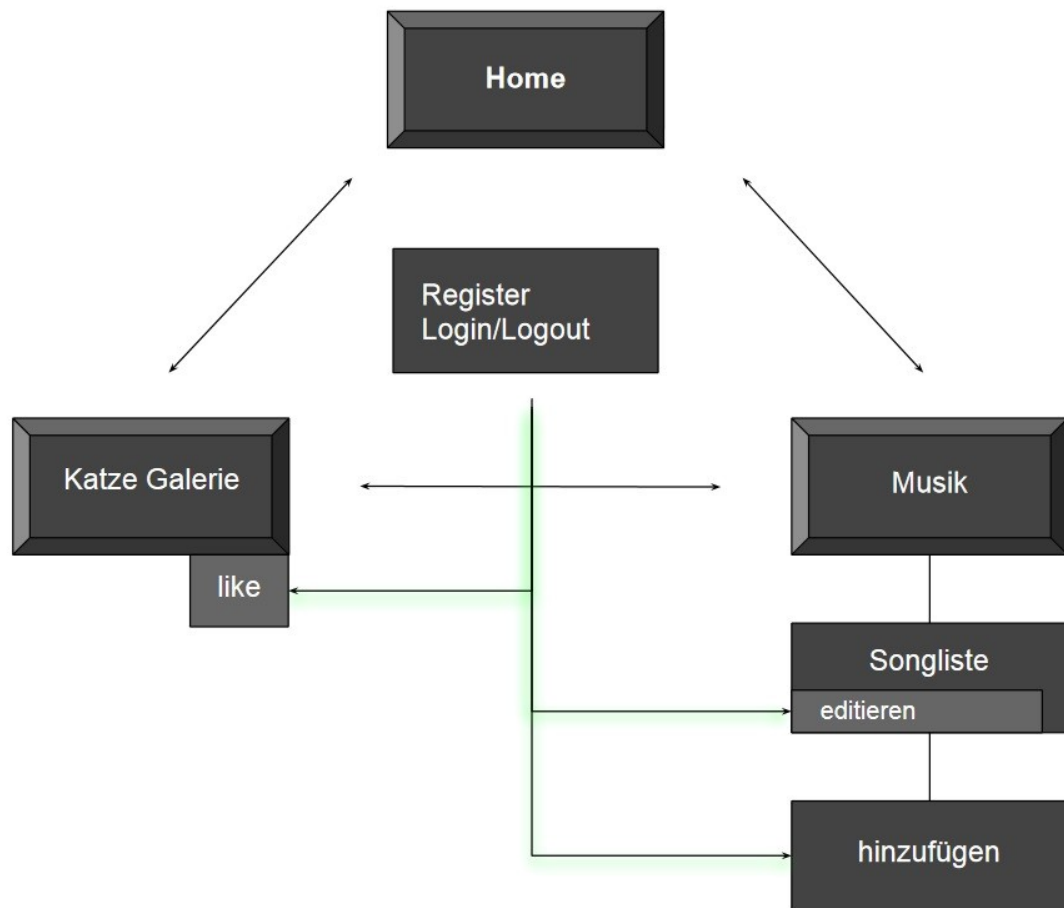 Home
Register
Login/Logout
Katze Galerie
Musik
like
Songliste
editieren
hinzufügen